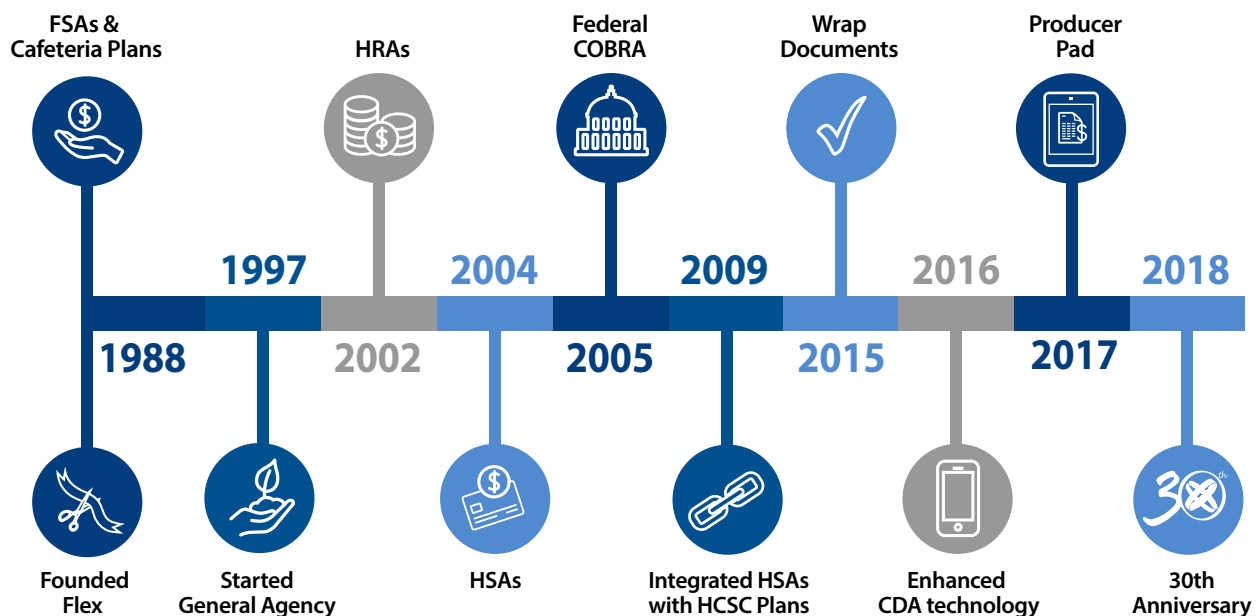 FSAs &
Cafeteria Plans
HRAs
Federal
COBRA
Wrap
Documents
Producer
Pad
$
$
$
1997
2004
2009
2016
2018
1988
2002
2005
2015
2017
$
30th
Founded
Flex
Started
General Agency
HSAs
Integrated HSAs
with HCSC Plans
Enhanced
CDA technology
30th
Anniversary